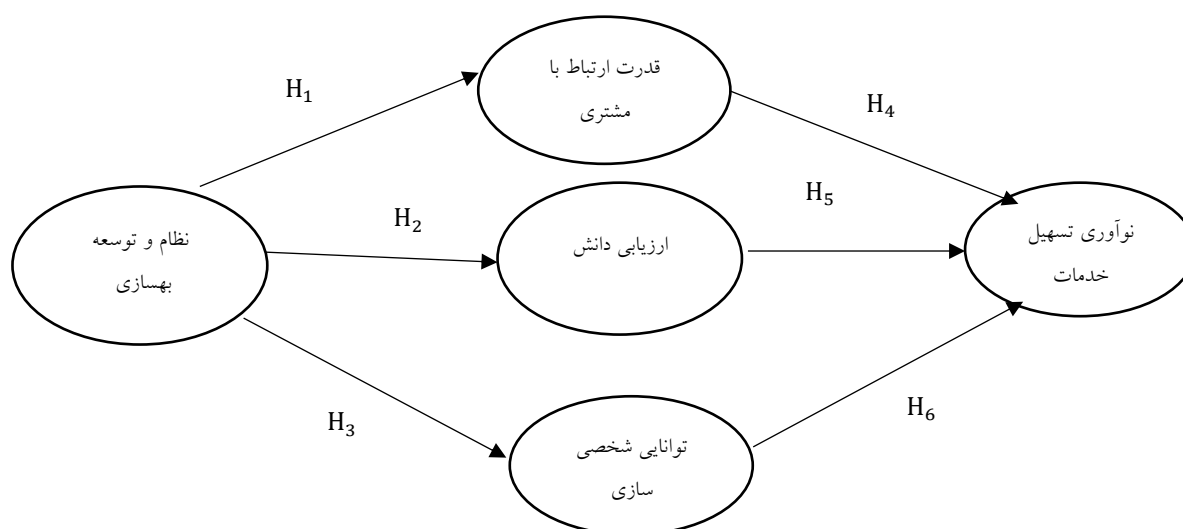 قدرت ارتباط با
مشتری
H₁
H₄
نظام و توسعه
بهسازی
H₂
ارزیابی دانش
H₅
نوآوری تسهیل
خدمات
H₃
توانایی شخصی
سازی
H₆